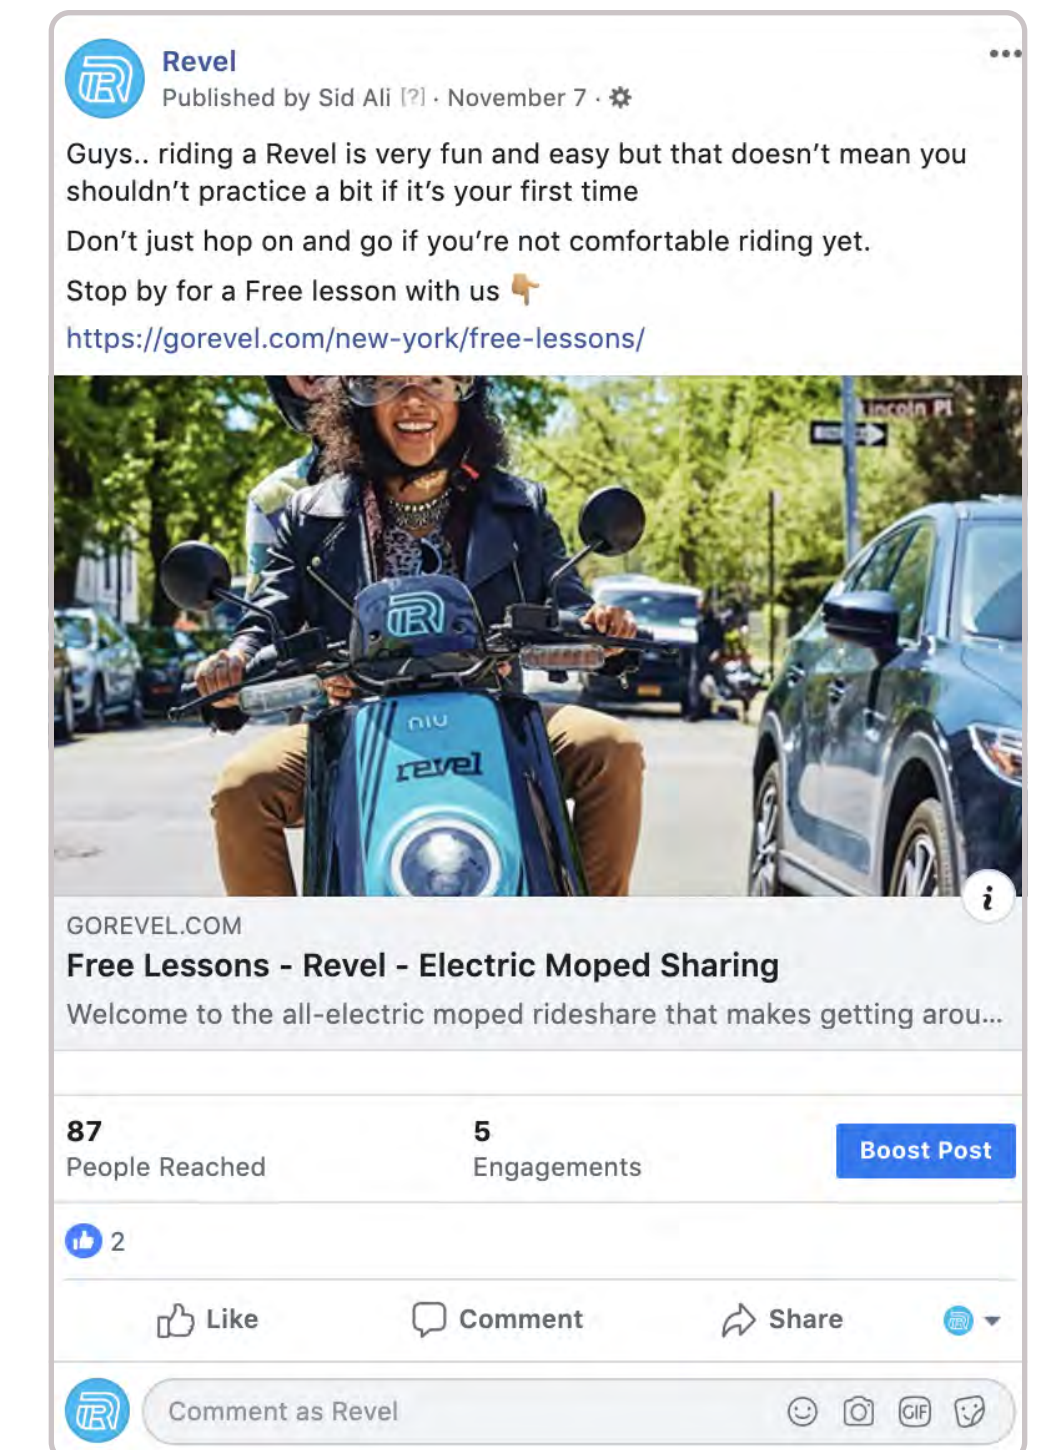 Revel
Published by Sid Ali [?] · November 7 ·
Guys.. riding a Revel is very fun and easy but that doesn't mean you
shouldn't practice a bit if it's your first time
Don't just hop on and go if you're not comfortable riding yet.
Stop by for a Free lesson with us 👇🏽
https://gorevel.com/new-york/free-lessons/
Lincoln Pl
niu
revel
GOREVEL.COM
Free Lessons - Revel - Electric Moped Sharing
Welcome to the all-electric moped rideshare that makes getting arou...
87 5
People Reached Engagements
Boost Post
2
Like Comment Share
Comment as Revel GIF